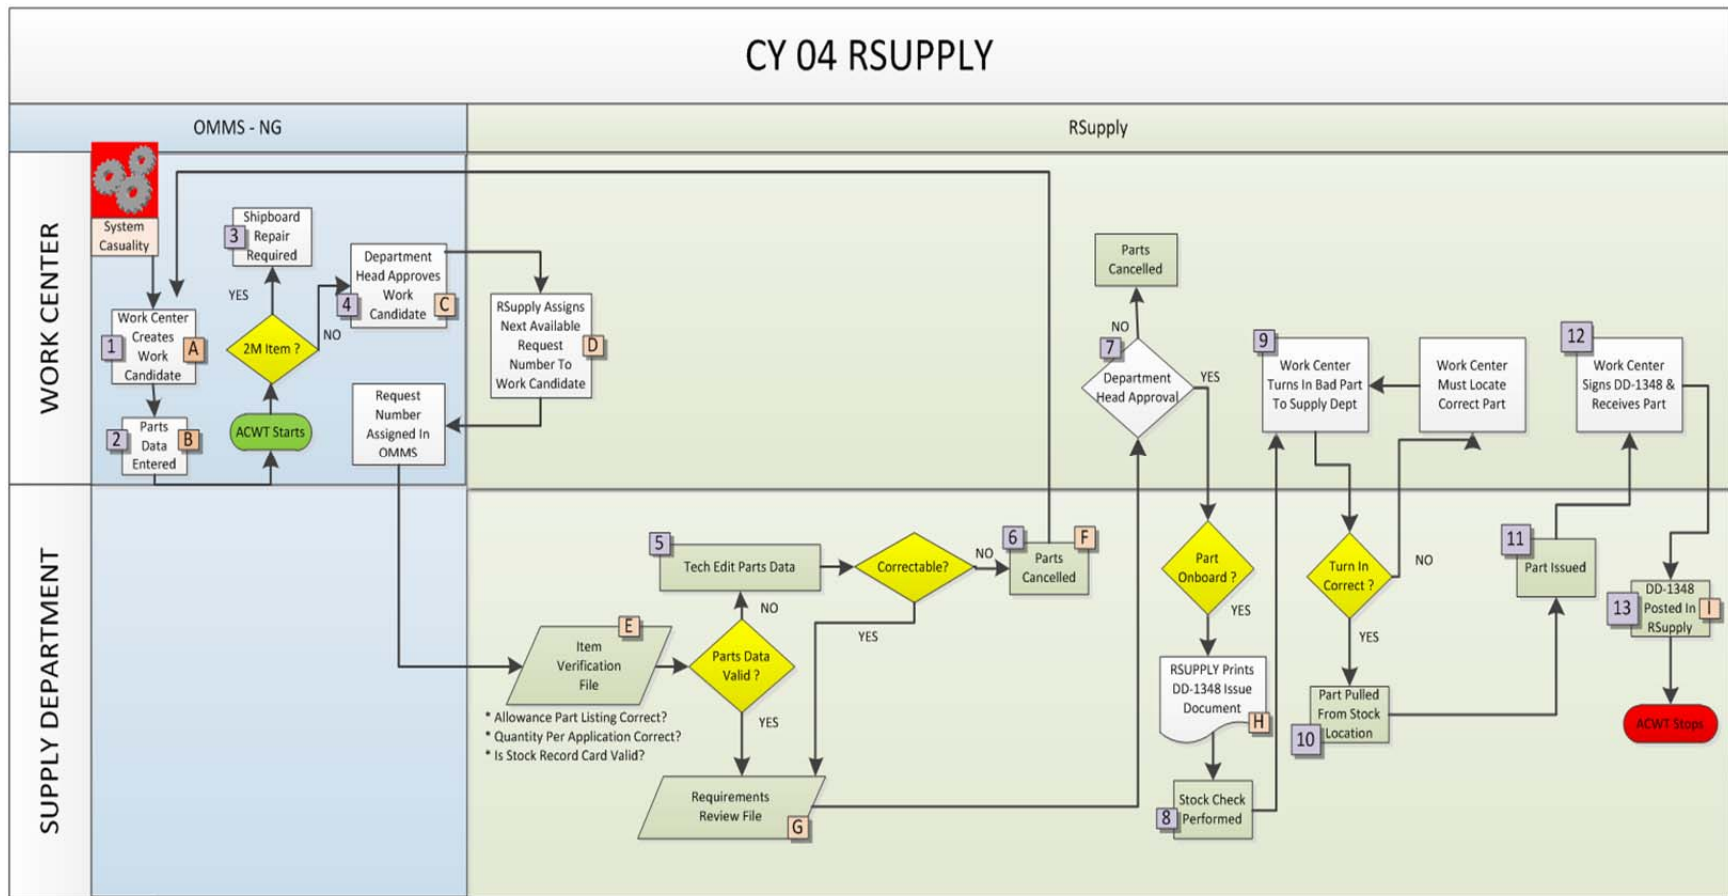 CY 04 RSUPPLY
OMMS - NG
RSupply
WORK CENTER
SUPPLY DEPARTMENT
System
Casuality
1
Work Center
Creates
Work
Candidate
A
2
Parts
Data
Entered
B
ACWT Starts
2M Item ?
YES
NO
3
Shipboard
Repair
Required
4
Department
Head Approves
Work
Candidate
C
RSupply Assigns
Next Available
Request
Number To
Work Candidate
D
Request
Number
Assigned In
OMMS
E
Item
Verification
File
* Allowance Part Listing Correct?
* Quantity Per Application Correct?
* Is Stock Record Card Valid?
Parts Data
Valid ?
NO
YES
5
Tech Edit Parts Data
Correctable?
NO
YES
6
F
Parts
Cancelled
Requirements
Review File
G
7
Department
Head Approval
NO
YES
Parts
Cancelled
Part
Onboard ?
YES
RSUPPLY Prints
DD-1348 Issue
Document
H
8
Stock Check
Performed
9
Work Center
Turns In Bad Part
To Supply Dept
Work Center
Must Locate
Correct Part
Turn In
Correct ?
NO
YES
10
Part Pulled
From Stock
Location
11
Part Issued
12
Work Center
Signs DD-1348 &
Receives Part
13
DD-1348
Posted In
RSupply
I
ACWT Stops